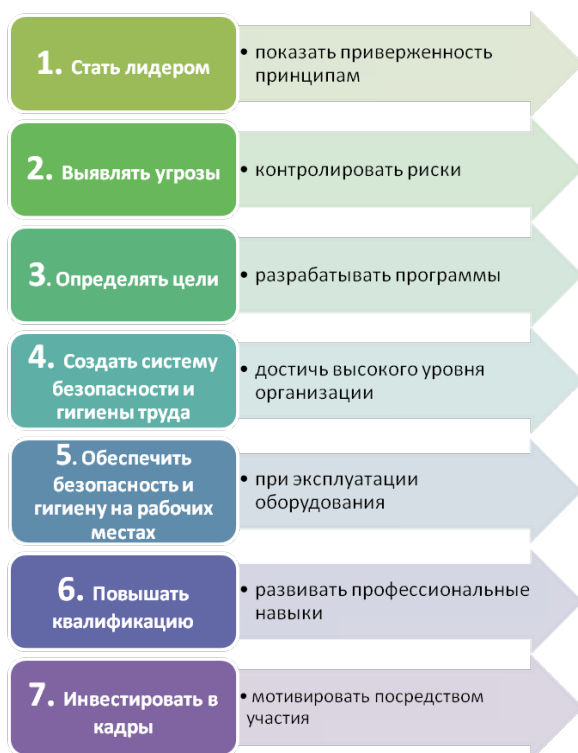 1. Стать лидером
• показать приверженность
принципам
2. Выявлять угрозы
• контролировать риски
3. Определять цели
• разрабатывать программы
4. Создать систему
безопасности и
гигиены труда
• достичь высокого уровня
организации
5. Обеспечить
безопасность и
гигиену на рабочих
местах
• при эксплуатации
оборудования
6. Повышать
квалификацию
• развивать профессиональные
навыки
7. Инвестировать в
кадры
• мотивировать посредством
участия